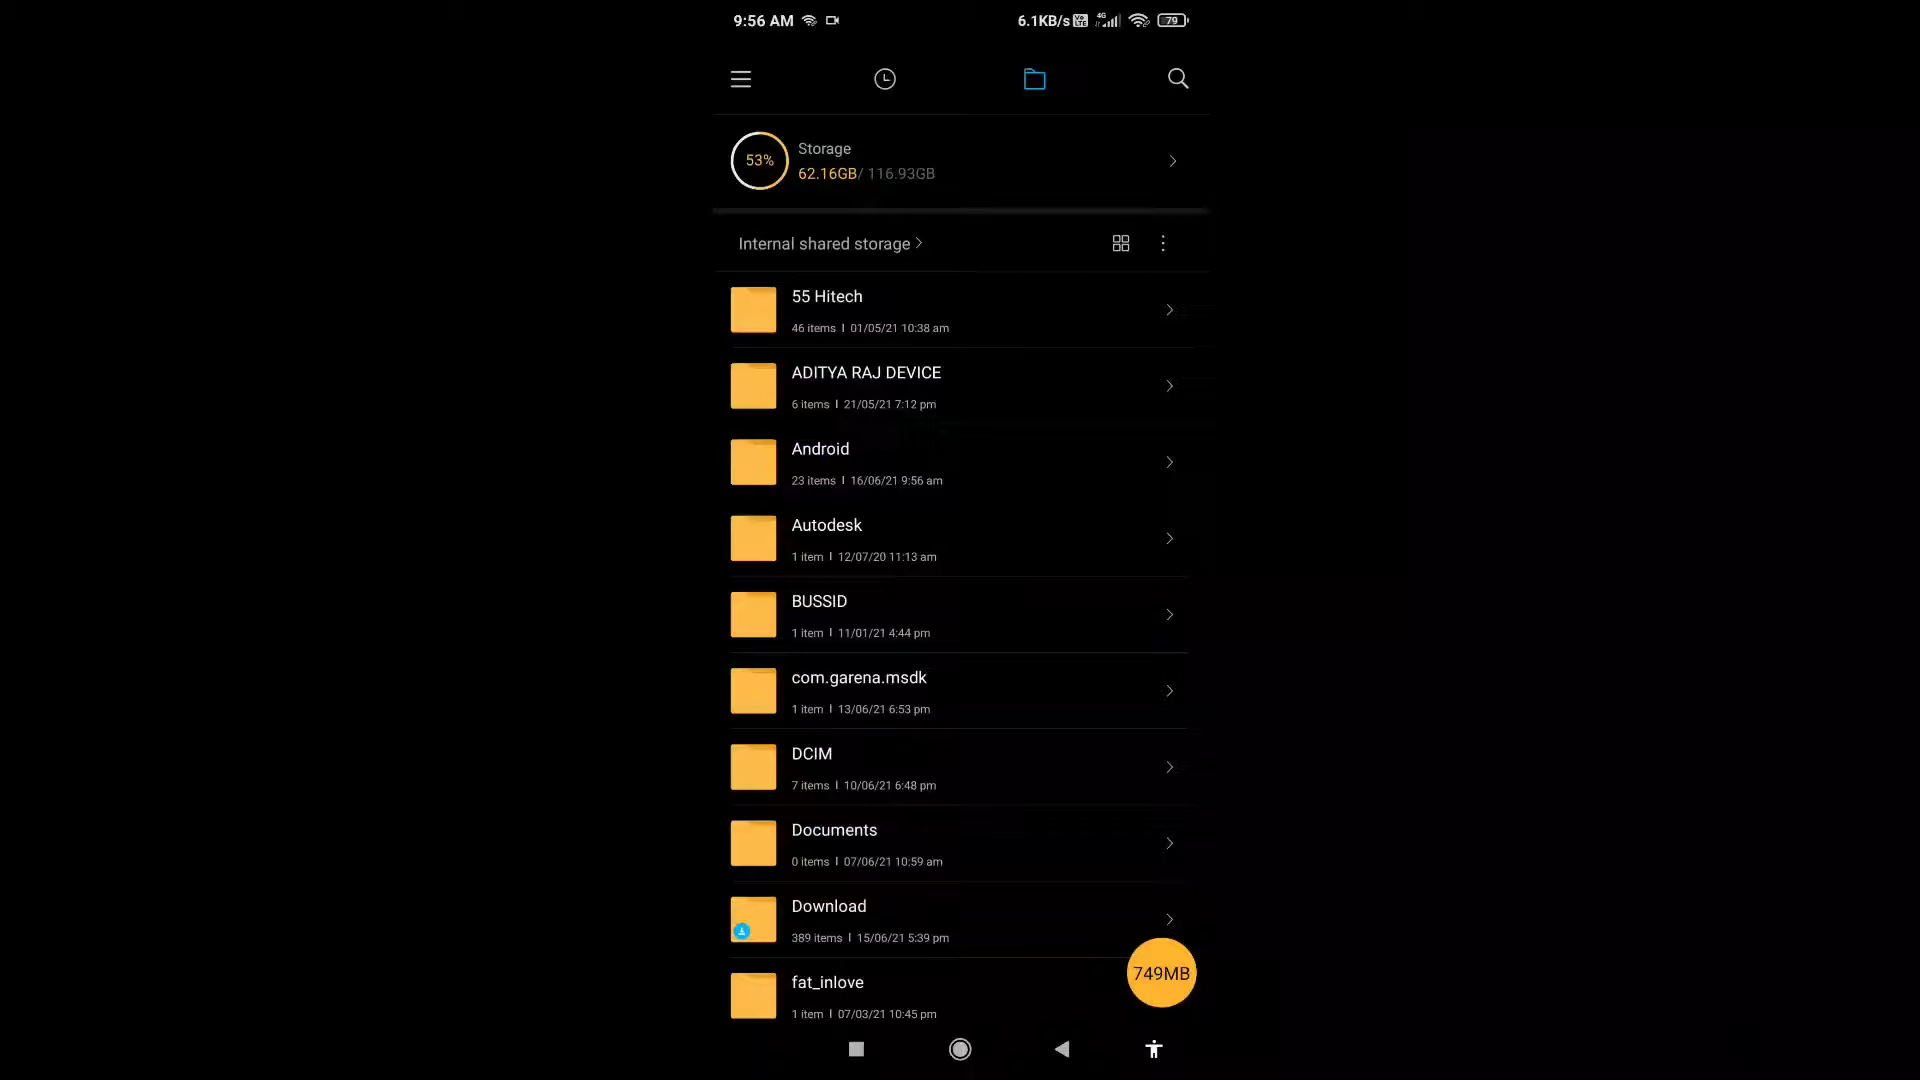 9:56 AM 6.1KB/s Vo LTE 4G 79
53%
Storage
62.16GB/ 116.93GB
Internal shared storage >
55 Hitech
46 items | 01/05/21 10:38 am
ADITYA RAJ DEVICE
6 items | 21/05/21 7:12 pm
Android
23 items | 16/06/21 9:56 am
Autodesk
1 item | 12/07/20 11:13 am
BUSSID
1 item | 11/01/21 4:44 pm
com.garena.msdk
1 item | 13/06/21 6:53 pm
DCIM
7 items | 10/06/21 6:48 pm
Documents
0 items | 07/06/21 10:59 am
Download
389 items | 15/06/21 5:39 pm
749MB
fat_inlove
1 item | 07/03/21 10:45 pm